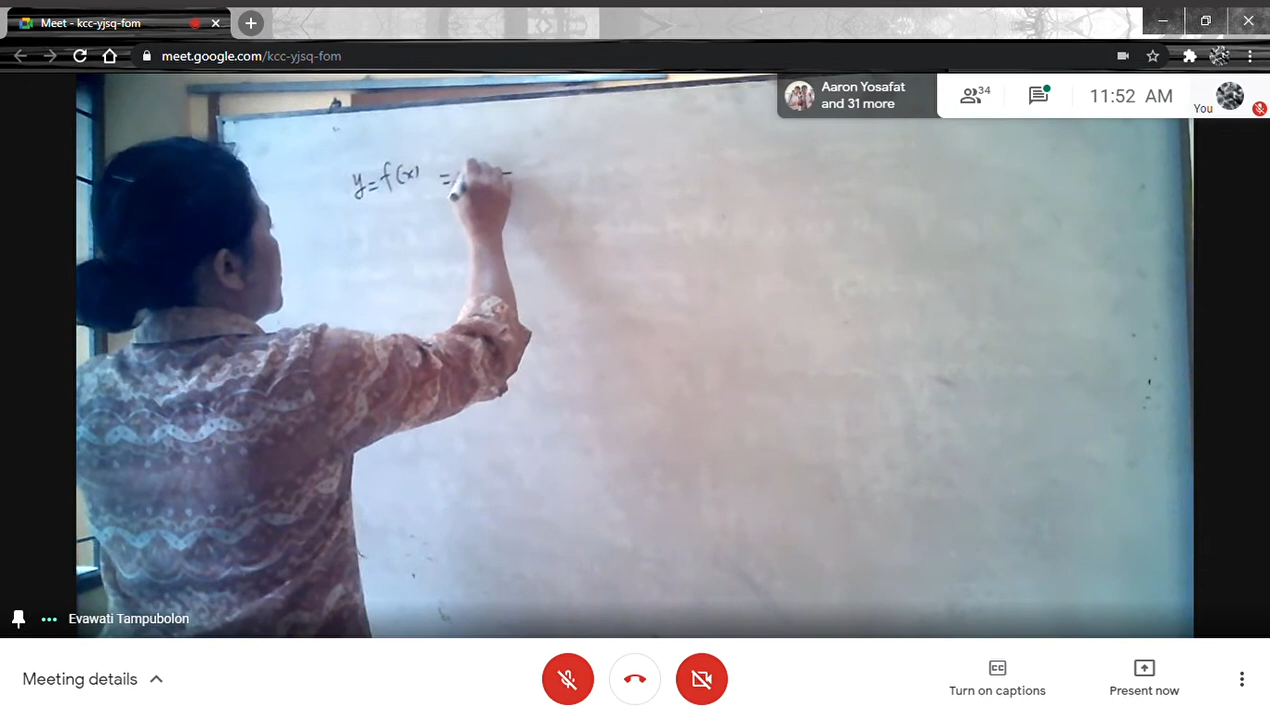 Meet - kcc-yjsq-fom
meet.google.com/kcc-yjsq-fom
Aaron Yosafat
and 31 more
34
11:52 AM
You
y = f(x) =
Evawati Tampubolon
Meeting details
Turn on captions
Present now